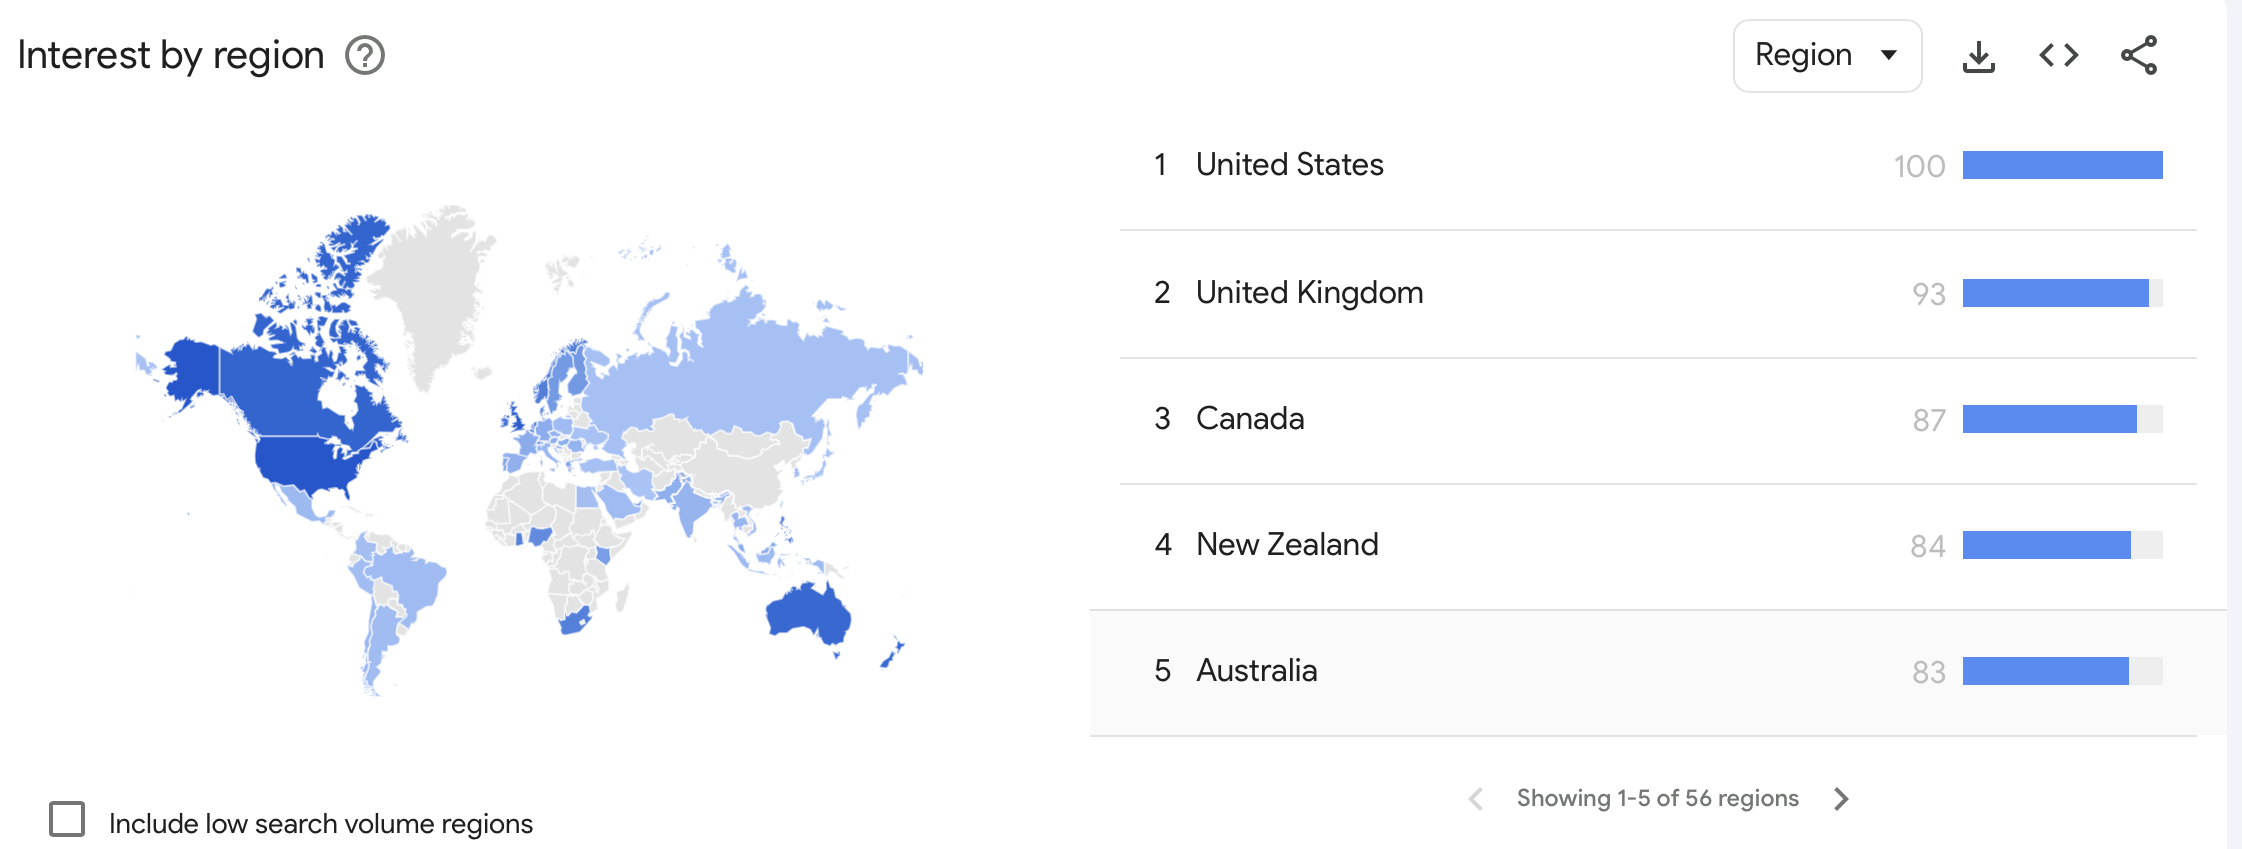 Interest by region
Region
1 United States 100
2 United Kingdom 93
3 Canada 87
4 New Zealand 84
5 Australia 83
Include low search volume regions
Showing 1-5 of 56 regions